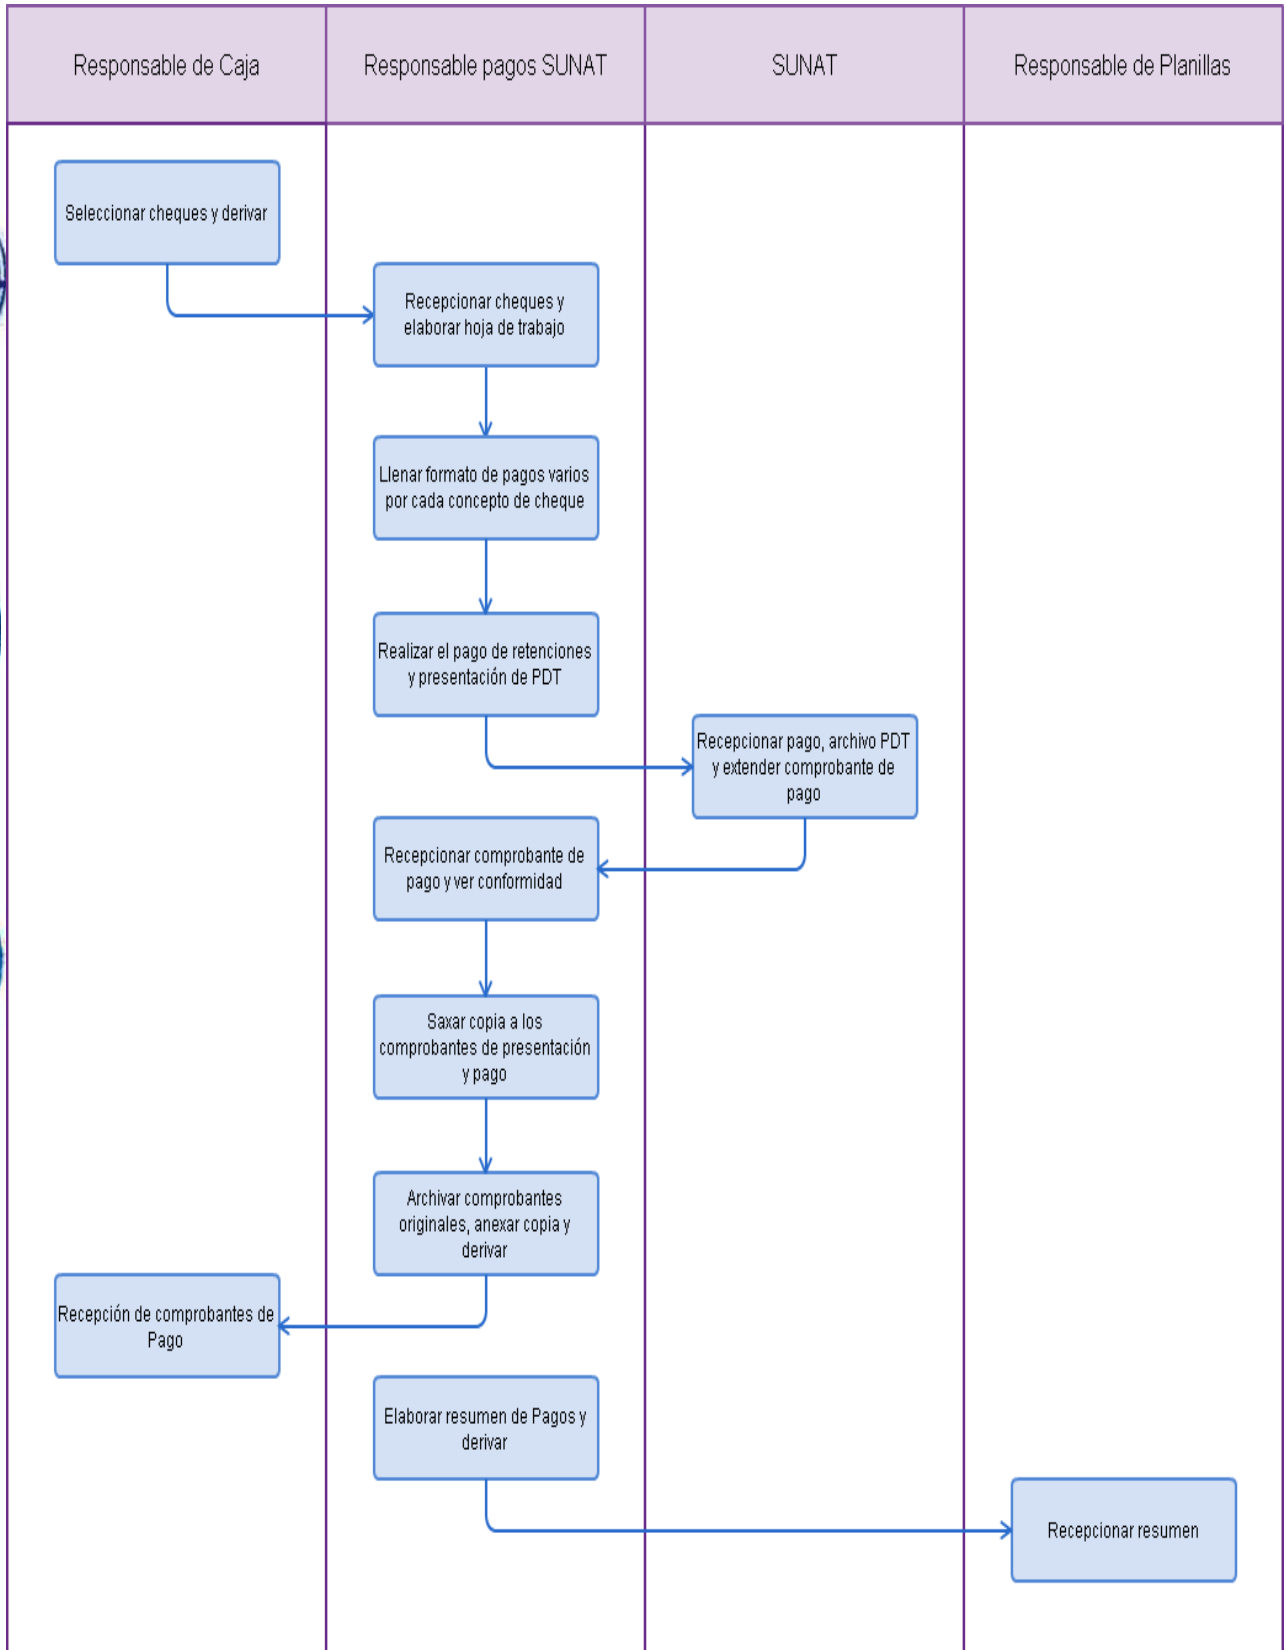 Responsable de Caja
Responsable pagos SUNAT
SUNAT
Responsable de Planillas
Seleccionar cheques y derivar
Recepcionar cheques y
elaborar hoja de trabajo
Llenar formato de pagos varios
por cada concepto de cheque
Realizar el pago de retenciones
y presentación de PDT
Recepcionar pago, archivo PDT
y extender comprobante de
pago
Recepcionar comprobante de
pago y ver conformidad
Saxar copia a los
comprobantes de presentación
y pago
Archivar comprobantes
originales, anexar copia y
derivar
Recepción de comprobantes de
Pago
Elaborar resumen de Pagos y
derivar
Recepcionar resumen